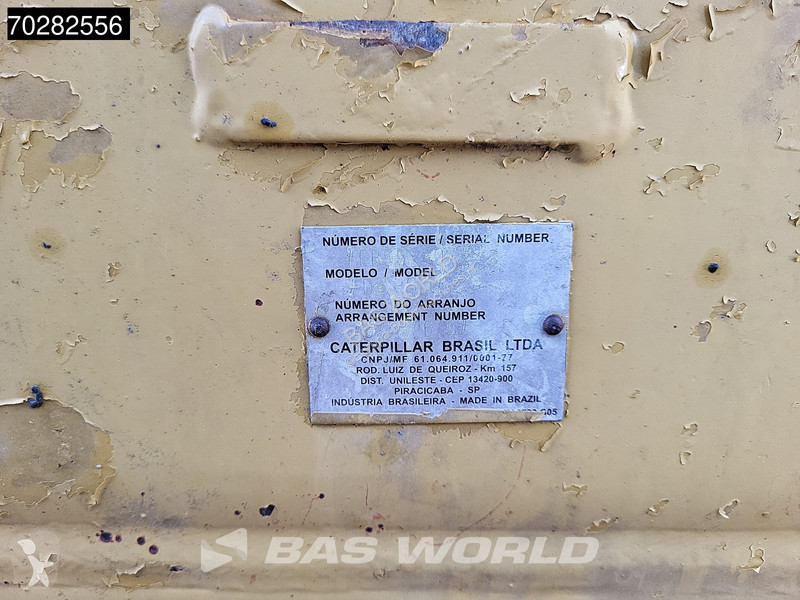 70282556
NÚMERO DE SÉRIE / SERIAL NUMBER
MODELO / MODEL
NÚMERO DO ARRANJO
ARRANGEMENT NUMBER
CATERPILLAR BRASIL LTDA
CNPJ/MF 61.064.911/0001-77
ROD. LUIZ DE QUEIROZ - Km 157
DIST. UNILESTE - CEP 13420-900
PIRACICABA - SP
INDÚSTRIA BRASILEIRA - MADE IN BRAZIL
BAS WORLD